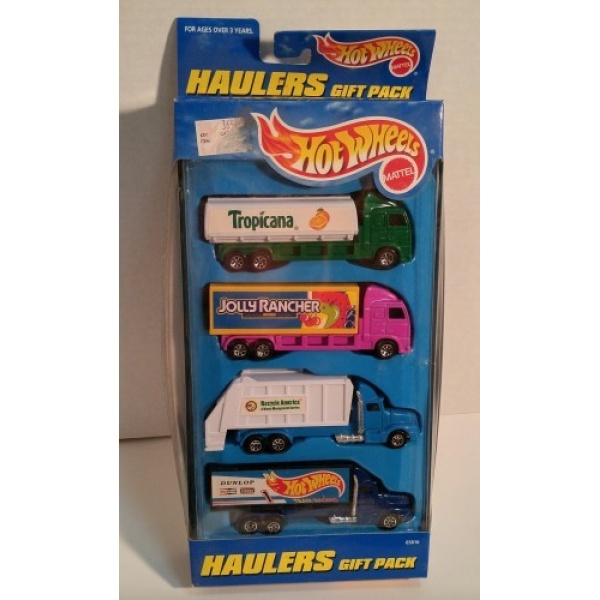 FOR AGES OVER 3 YEARS.
Hot Wheels
MATTEL
HAULERS GIFT PACK
Hot Wheels
MATTEL
Tropicana
JOLLY RANCHER
Recycle America
DUNLOP
Hot Wheels
HAULERS GIFT PACK